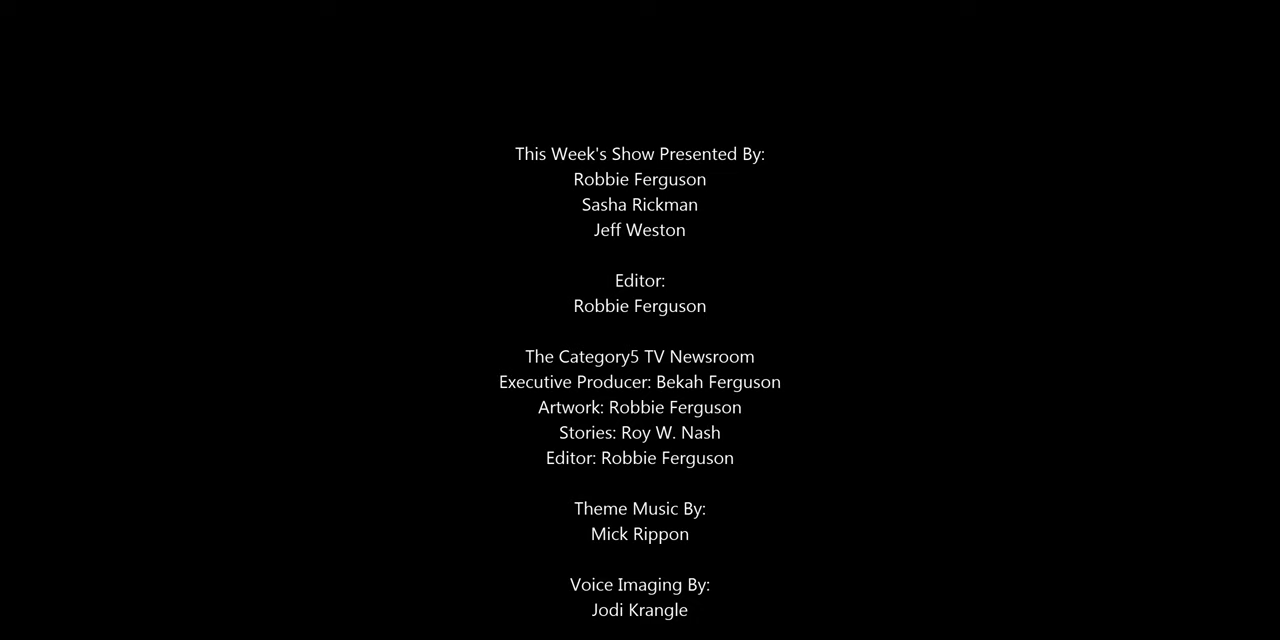 This Week's Show Presented By:
Robbie Ferguson
Sasha Rickman
Jeff Weston
Editor:
Robbie Ferguson
The Category5 TV Newsroom
Executive Producer: Bekah Ferguson
Artwork: Robbie Ferguson
Stories: Roy W. Nash
Editor: Robbie Ferguson
Theme Music By:
Mick Rippon
Voice Imaging By:
Jodi Krangle